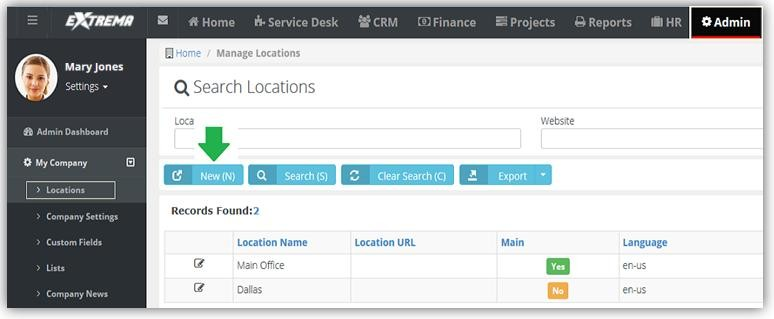 EXTREMA Home Service Desk CRM Finance Projects Reports HR Admin
Mary Jones
Settings
Home / Manage Locations
Search Locations
Loca Website
Admin Dashboard
My Company
New (N) Search (S) Clear Search (C) Export
Locations
Records Found:2
Company Settings
Custom Fields
Location Name Location URL Main Language
Lists
Main Office Yes en-us
Company News
Dallas No en-us